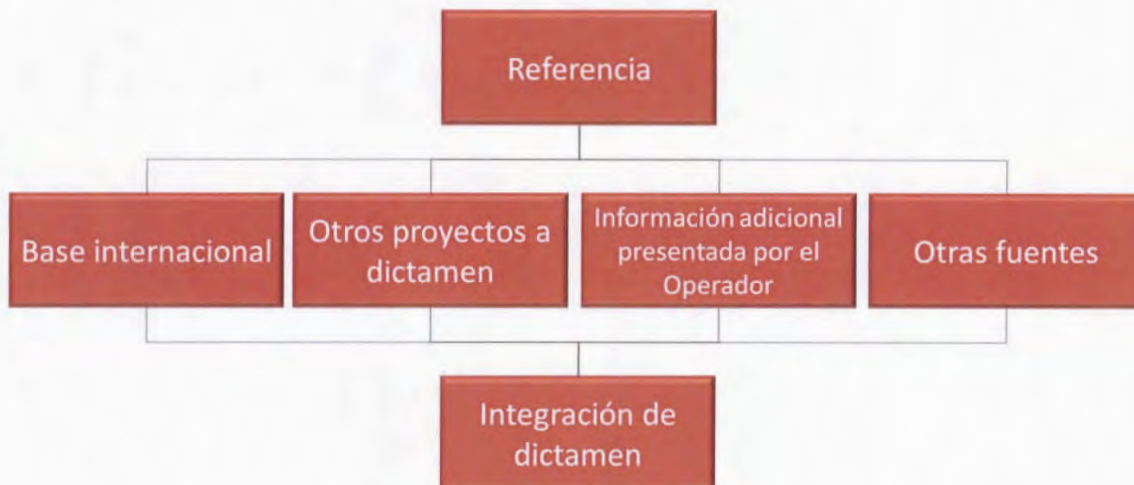 Referencia
Base internacional
Otros proyectos a
dictamen
Información adicional
presentada por el
Operador
Otras fuentes
Integración de
dictamen